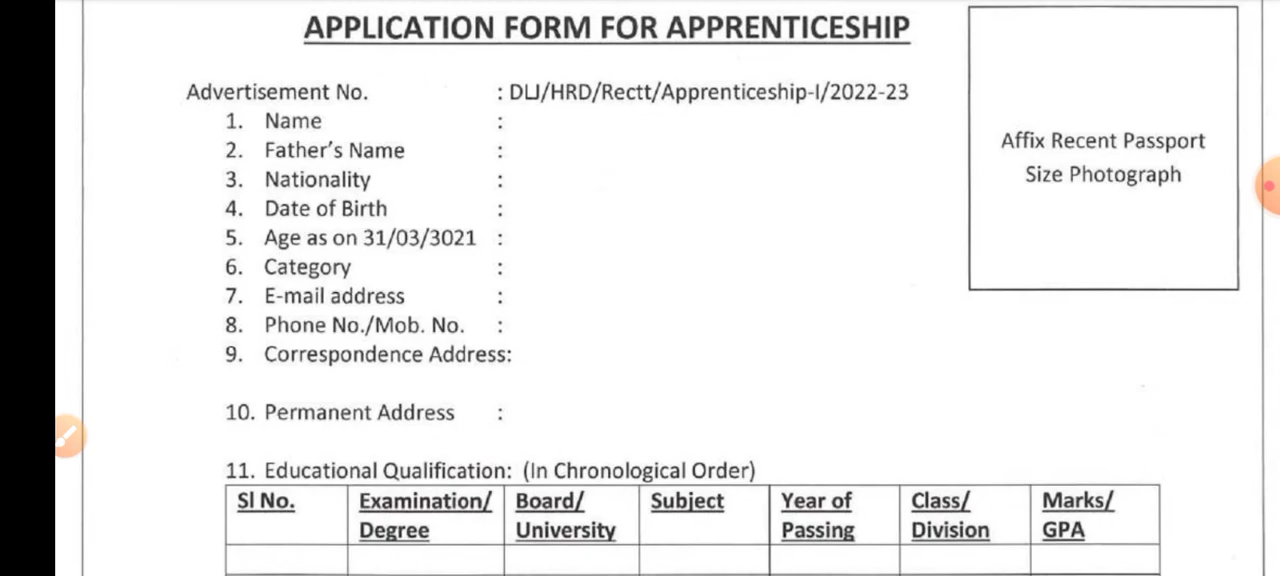 APPLICATION FORM FOR APPRENTICESHIP
Advertisement No. : DLJ/HRD/Rectt/Apprenticeship-I/2022-23
1. Name :
2. Father's Name :
3. Nationality :
4. Date of Birth :
5. Age as on 31/03/3021 :
6. Category :
7. E-mail address :
8. Phone No./Mob. No. :
9. Correspondence Address:
10. Permanent Address :
Affix Recent Passport
Size Photograph
11. Educational Qualification: (In Chronological Order)
Sl No. Examination/ Board/ Subject Year of Class/ Marks/
Degree University Passing Division GPA